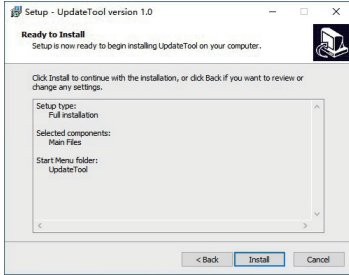 Setup - UpdateTool version 1.0
Ready to Install
Setup is now ready to begin installing UpdateTool on your computer.
Click Install to continue with the installation, or click Back if you want to review or
change any settings.
Setup type:
Full installation
Selected components:
Main Files
Start Menu folder:
UpdateTool
< Back
Install
Cancel